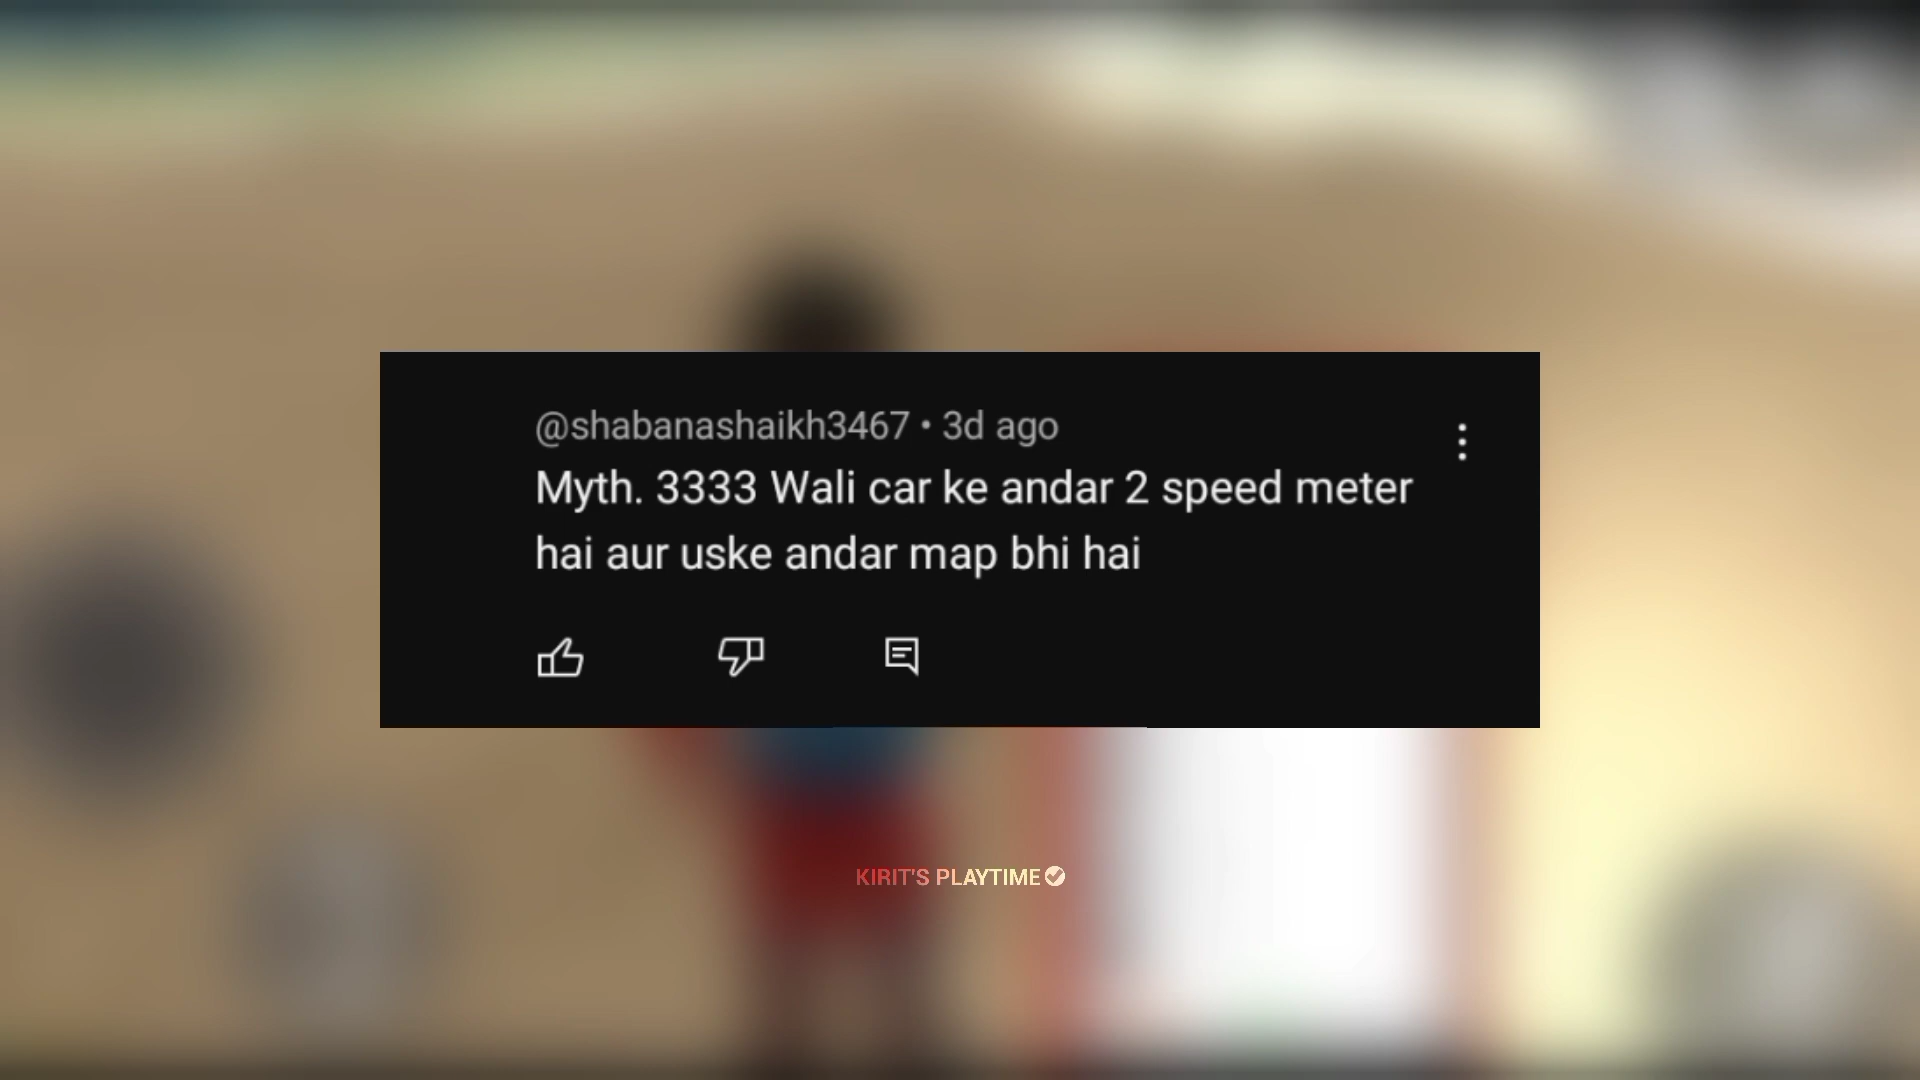 @shabanashaikh3467 • 3d ago
Myth. 3333 Wali car ke andar 2 speed meter
hai aur uske andar map bhi hai
KIRIT'S PLAYTIME